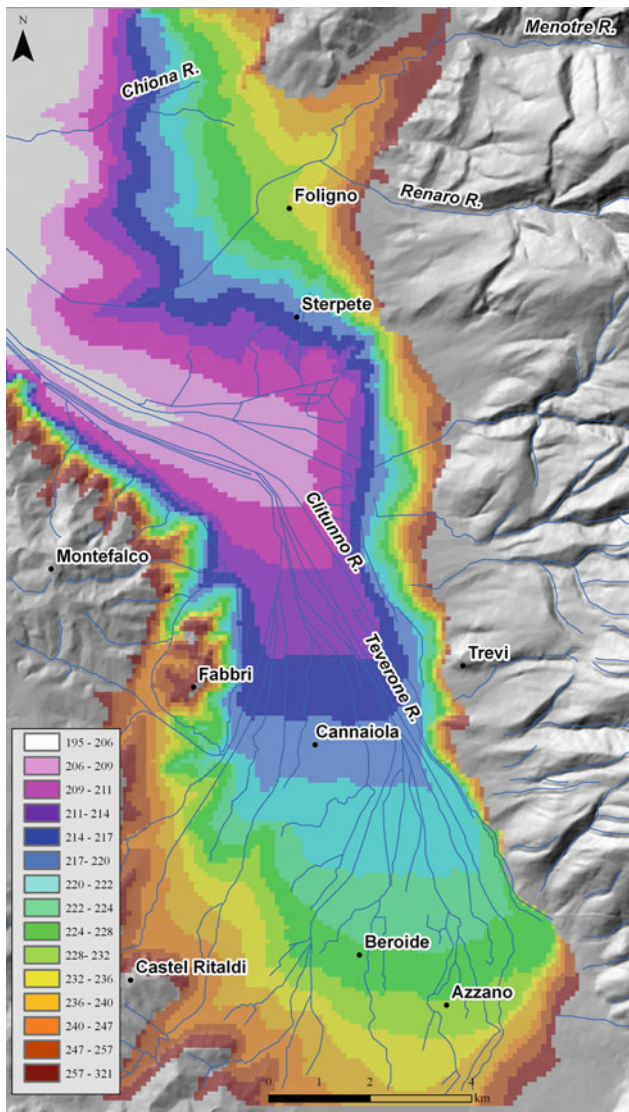 N
Menotre R.
Chiona R.
Renaro R.
Foligno
Sterpete
Clitunno R.
Montefalco
Teverone R.
Trevi
Fabbri
Cannaiola
195 - 206
206 - 209
209 - 211
211 - 214
214 - 217
217 - 220
220 - 222
222 - 224
224 - 228
228 - 232
232 - 236
236 - 240
240 - 247
247 - 257
257 - 321
Beroide
Castel Ritaldi
Azzano
0 1 2 4
km